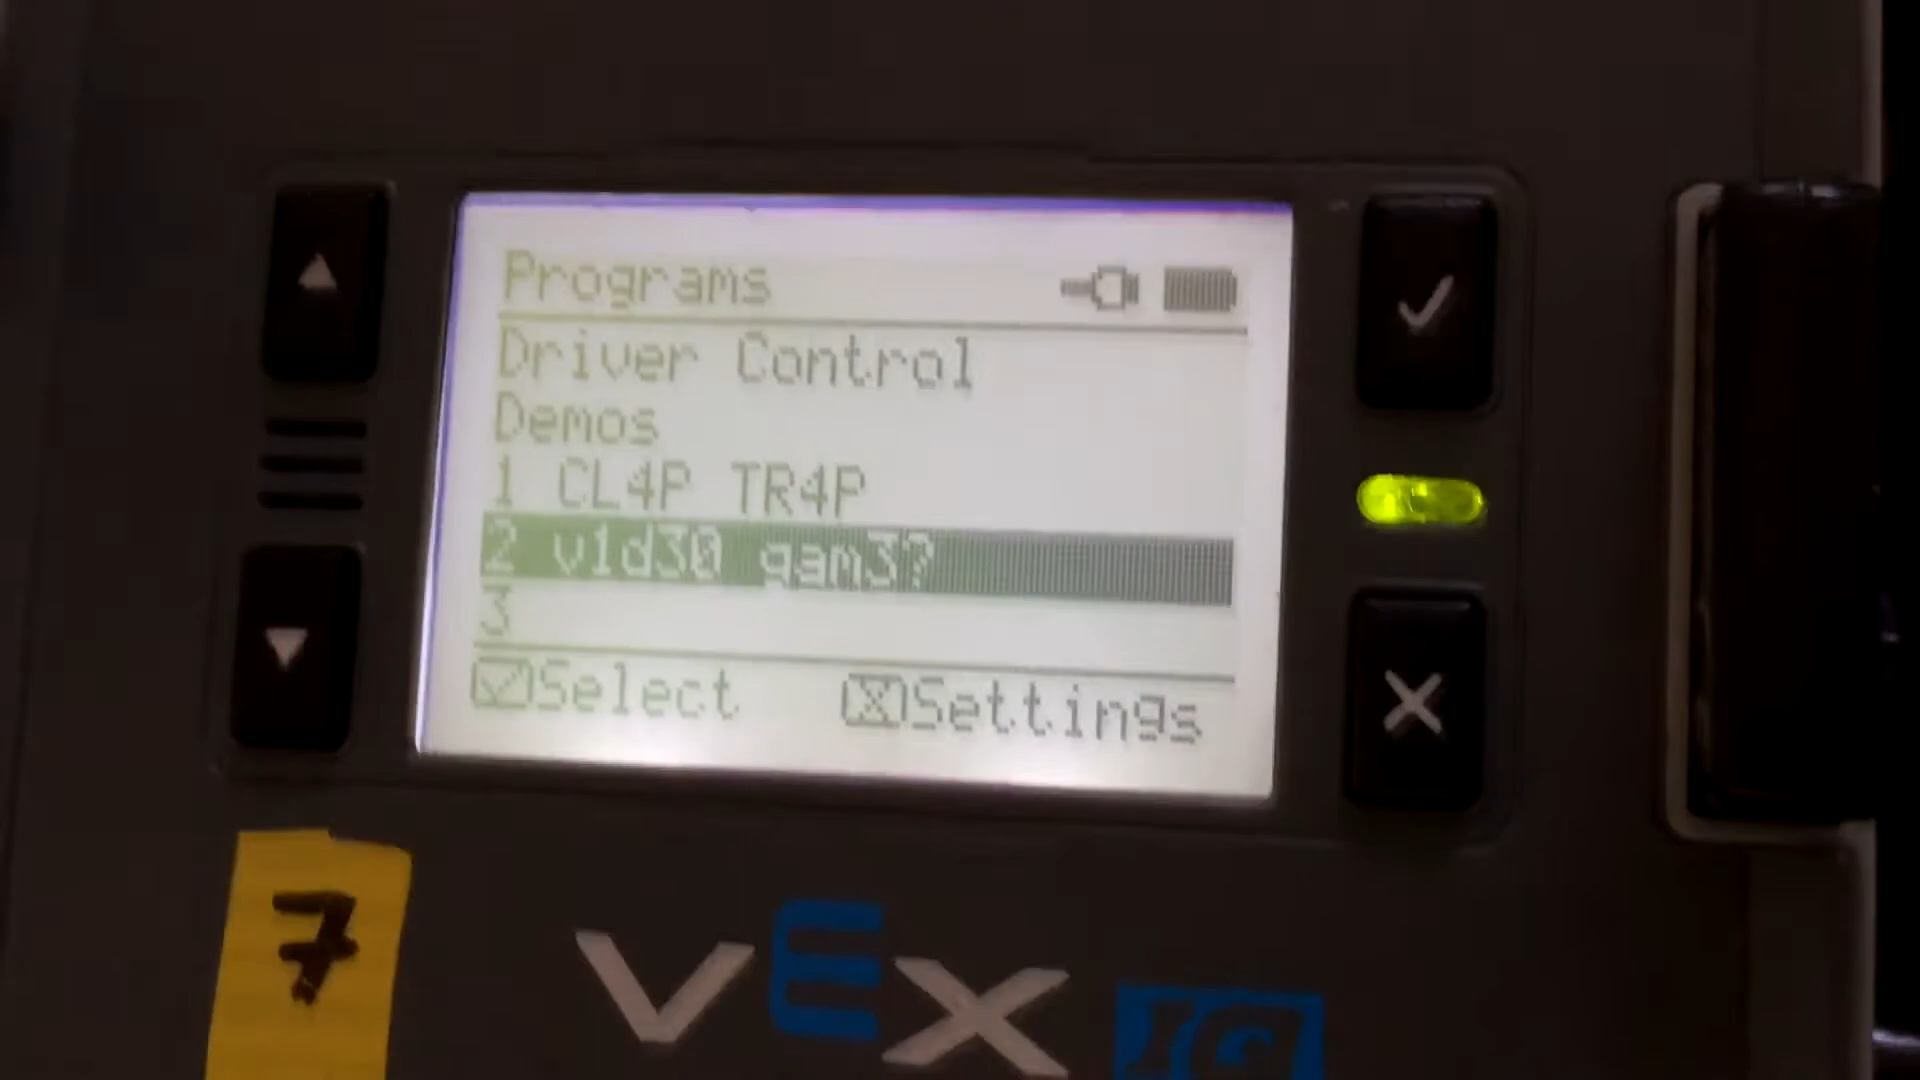 Programs
Driver Control
Demos
1 CL4P TR4P
2 v1d30 gam3?
3
Select Settings
7
VEX IQ